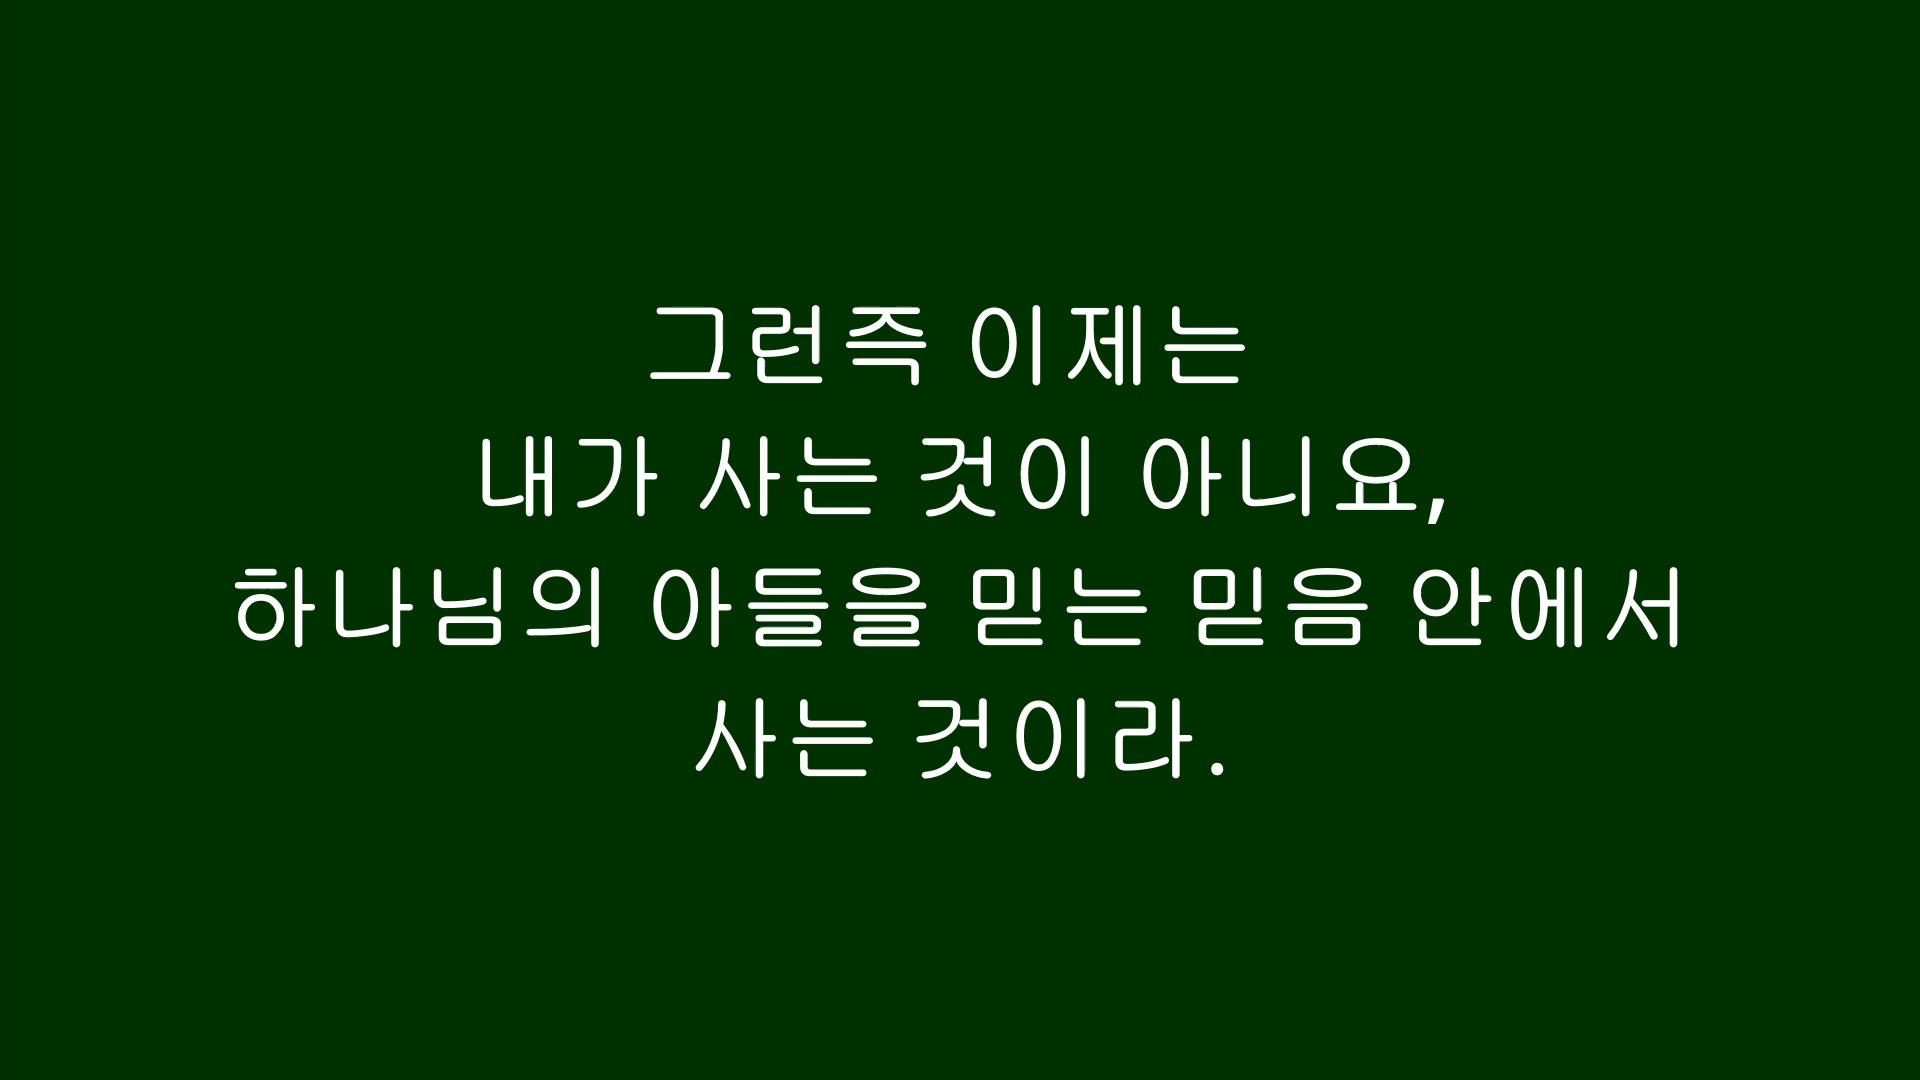 그런즉 이제는
내가 사는 것이 아니요,
하나님의 아들을 믿는 믿음 안에서
사는 것이라.